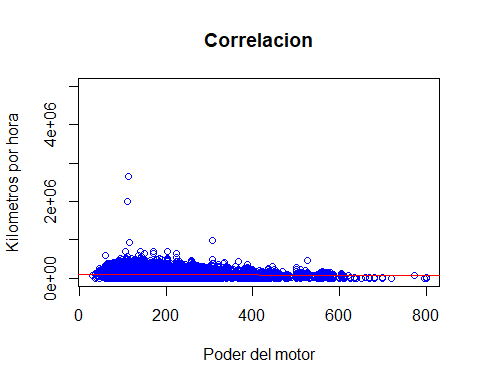 Correlacion
Kilometros por hora
0e+00 2e+06 4e+06
0 200 400 600 800
Poder del motor